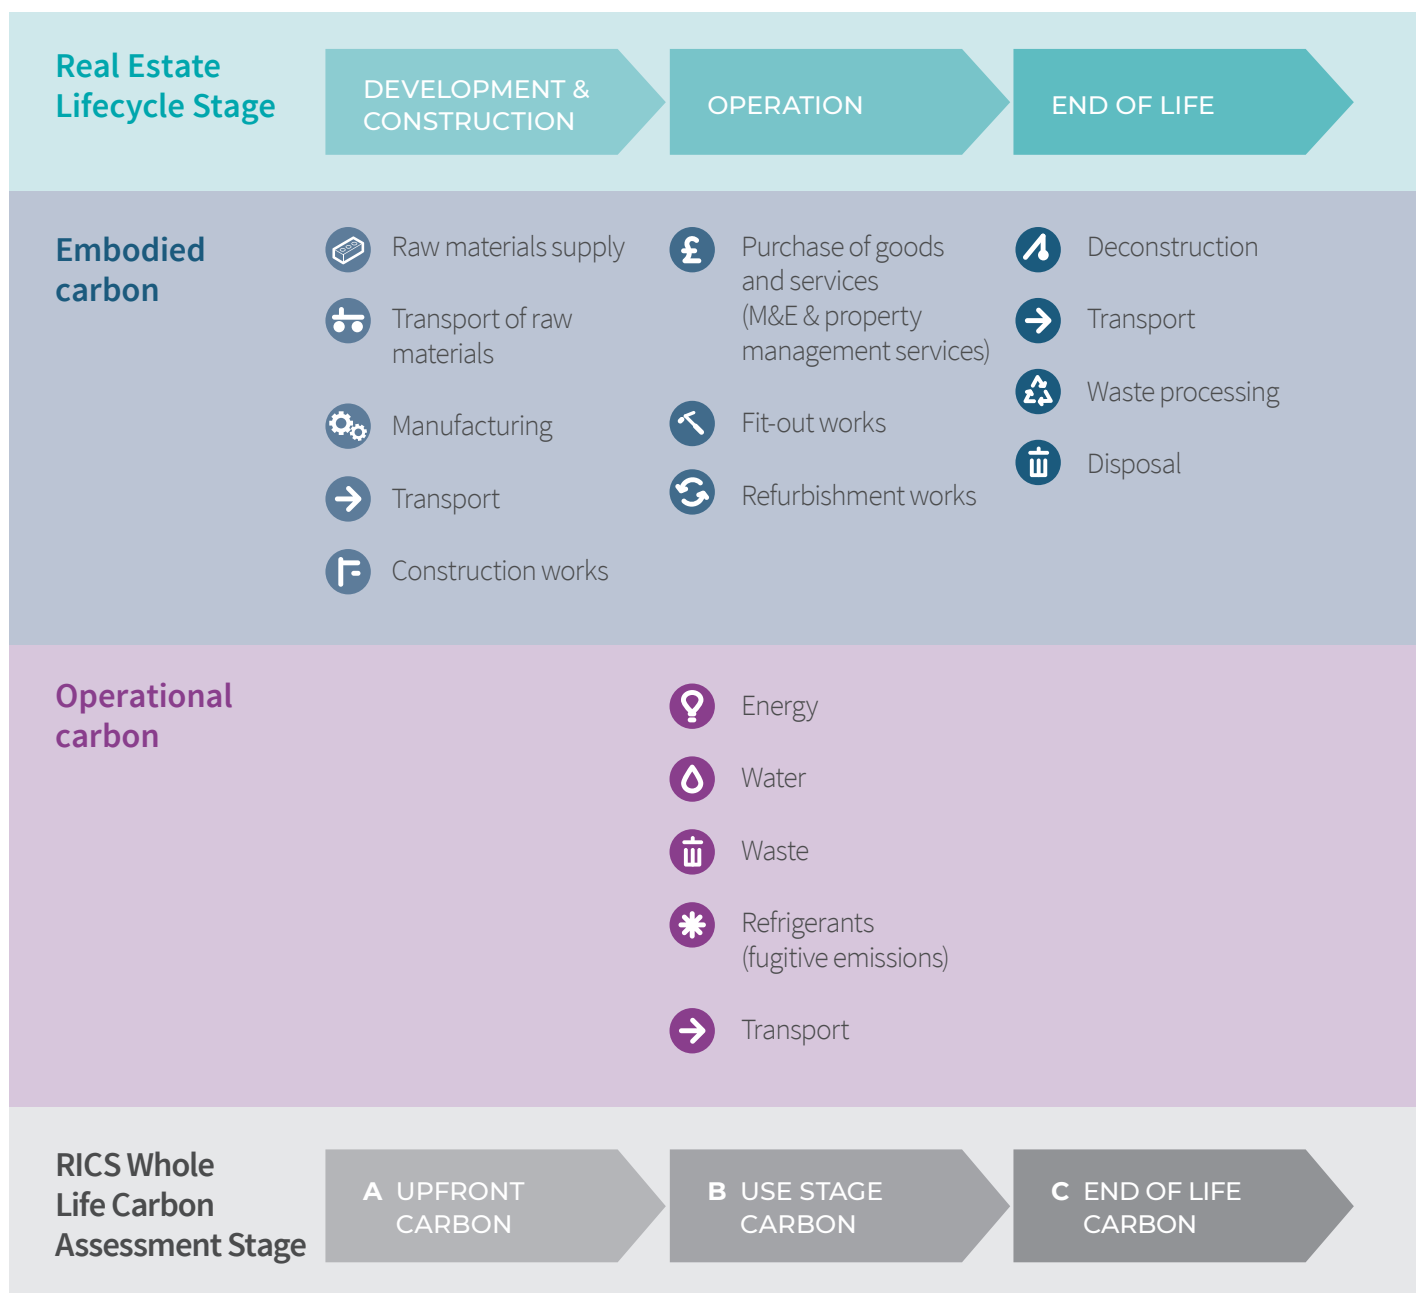 Real Estate
Lifecycle Stage
DEVELOPMENT &
CONSTRUCTION
OPERATION
END OF LIFE
Embodied
carbon
Raw materials supply
Transport of raw
materials
Manufacturing
Transport
Construction works
Purchase of goods
and services
(M&E & property
management services)
Fit-out works
Refurbishment works
Deconstruction
Transport
Waste processing
Disposal
Operational
carbon
Energy
Water
Waste
Refrigerants
(fugitive emissions)
Transport
RICS Whole
Life Carbon
Assessment Stage
A UPFRONT
CARBON
B USE STAGE
CARBON
C END OF LIFE
CARBON